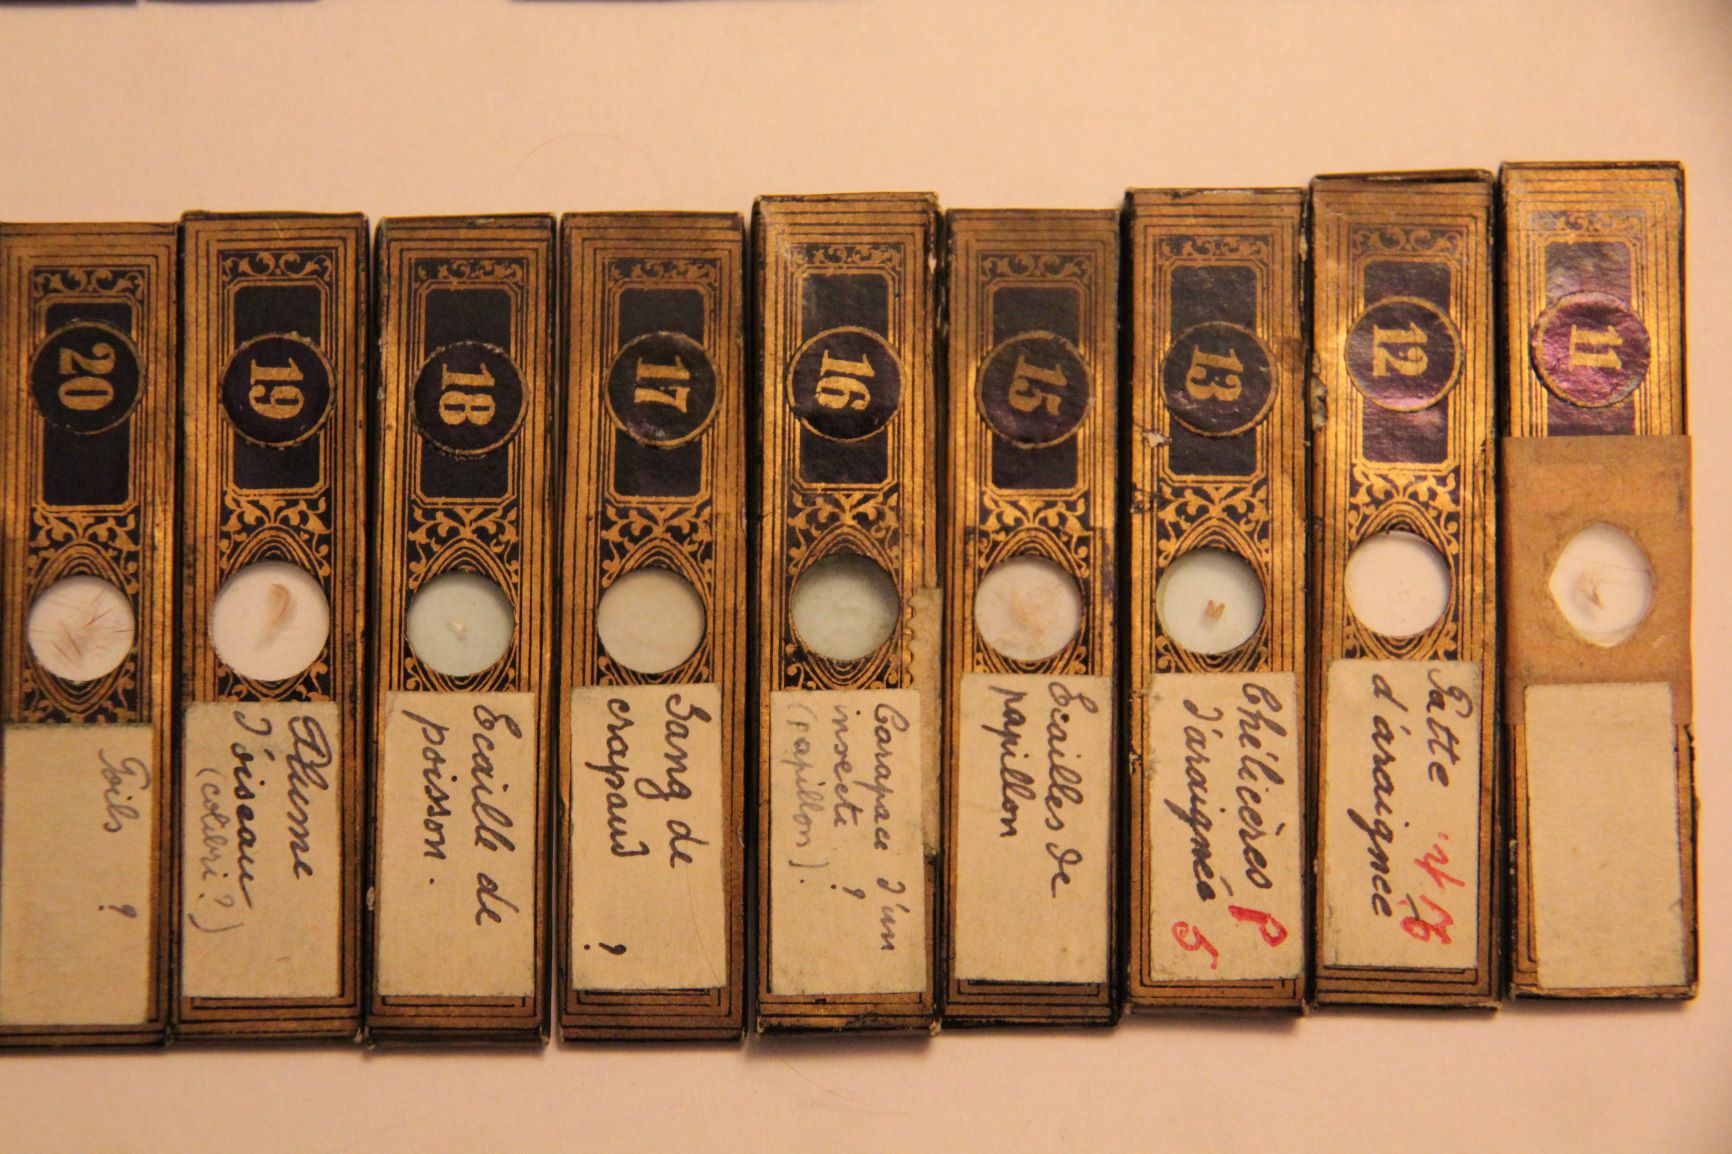 20
Poils ?
19
Plume
d'oiseau
(colibri?)
18
Ecaille de
poisson.
17
Sang de
crapaud ?
16
Carapace d'un
insecte ?
(papillon).
15
Ecailles de
papillon
13
Chélicères P
d'araignée 5
12
Patte
d'araignée
11